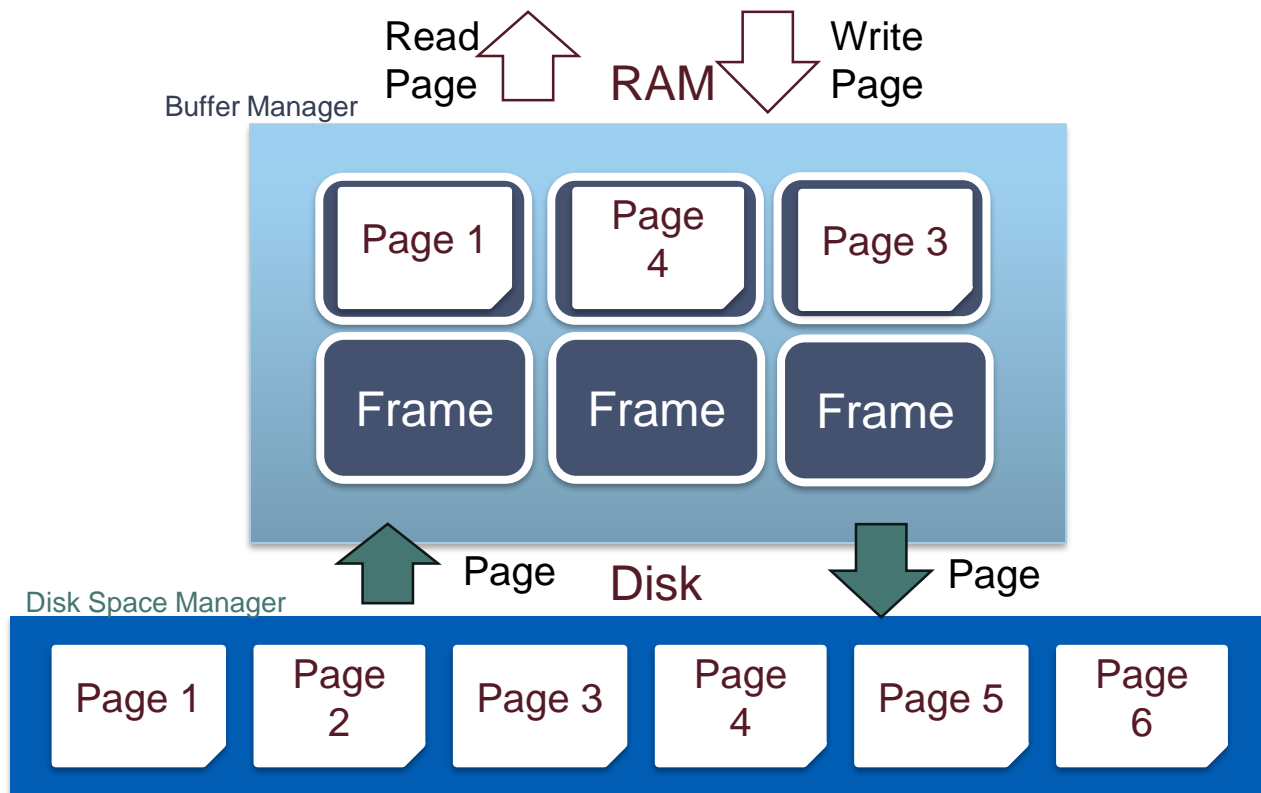 Read
Page
RAM
Write
Page
Buffer Manager
Page 1
Page
4
Page 3
Frame
Frame
Frame
Page
Disk
Page
Disk Space Manager
Page 1
Page
2
Page 3
Page
4
Page 5
Page
6